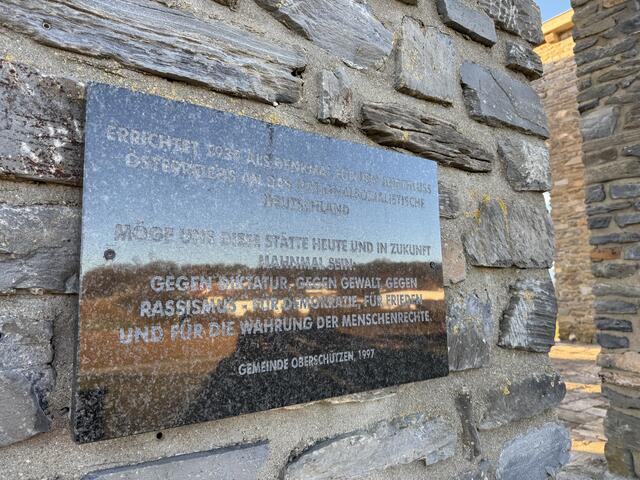 ERRICHTET 1939 ALS DENKMAL FÜR DEN ANSCHLUSS
ÖSTERREICHS AN DAS NATIONALSOZIALISTISCHE
DEUTSCHLAND
MÖGE UNS DIESE STÄTTE HEUTE UND IN ZUKUNFT
MAHNMAL SEIN:
GEGEN DIKTATUR, GEGEN GEWALT, GEGEN
RASSISMUS - FÜR DEMOKRATIE, FÜR FRIEDEN
UND FÜR DIE WAHRUNG DER MENSCHENRECHTE.
GEMEINDE OBERSCHÜTZEN, 1997